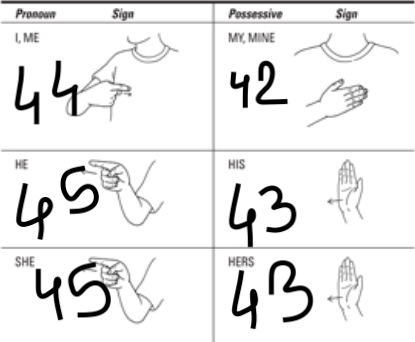 Pronoun Sign Possessive Sign
I, ME MY, MINE
44 42
HE HIS
45 43
SHE HERS
45 43